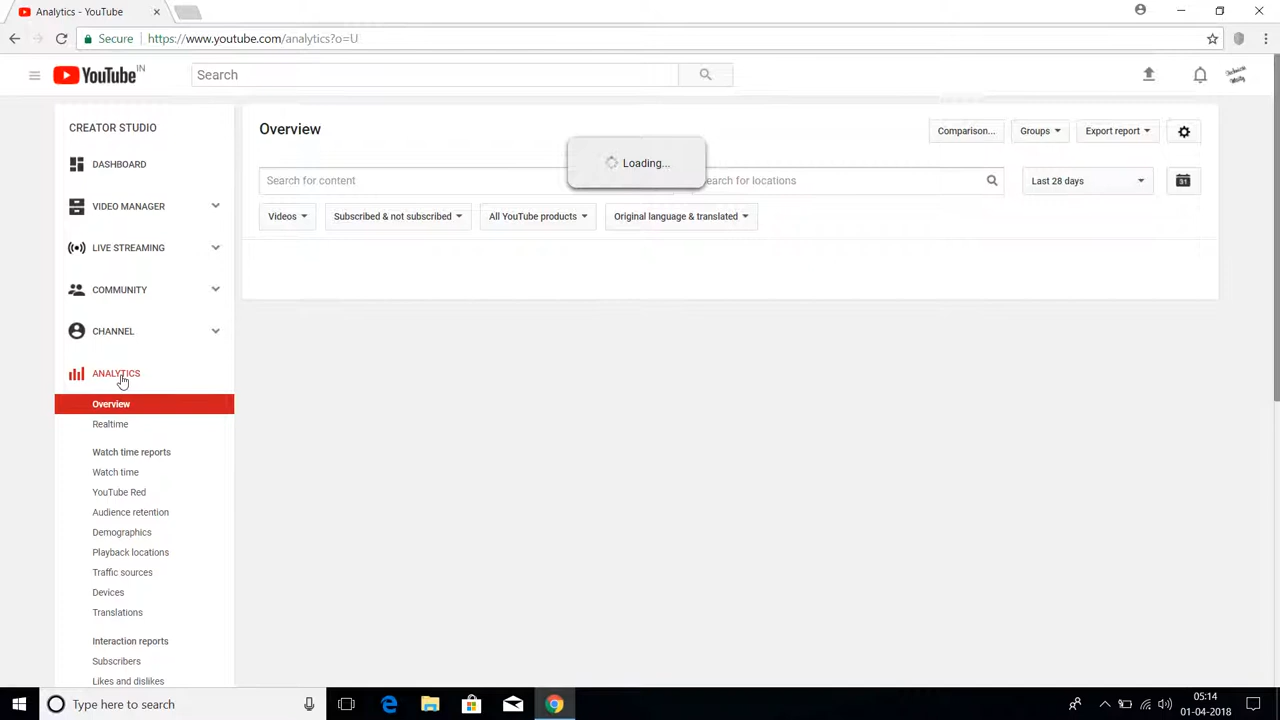 Analytics - YouTube
Secure
https://www.youtube.com/analytics?o=U
YouTube IN
Search
CREATOR STUDIO
DASHBOARD
VIDEO MANAGER
LIVE STREAMING
COMMUNITY
CHANNEL
ANALYTICS
Overview
Realtime
Watch time reports
Watch time
YouTube Red
Audience retention
Demographics
Playback locations
Traffic sources
Devices
Translations
Interaction reports
Subscribers
Likes and dislikes
Overview
Comparison...
Groups
Export report
Loading...
Search for content
earch for locations
Last 28 days
31
Videos
Subscribed & not subscribed
All YouTube products
Original language & translated
Type here to search
05:14
01-04-2018